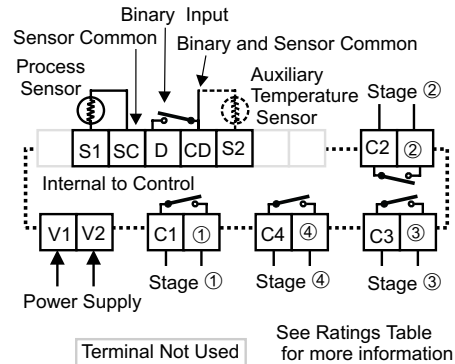 Binary Input
Sensor Common
Binary and Sensor Common
Process
Sensor
Auxiliary
Temperature
Sensor
Stage ②
S1 SC D CD S2
C2 ②
Internal to Control
V1 V2
C1 ①
C4 ④
C3 ③
Stage ①
Stage ④
Stage ③
Power Supply
Terminal Not Used
See Ratings Table
for more information